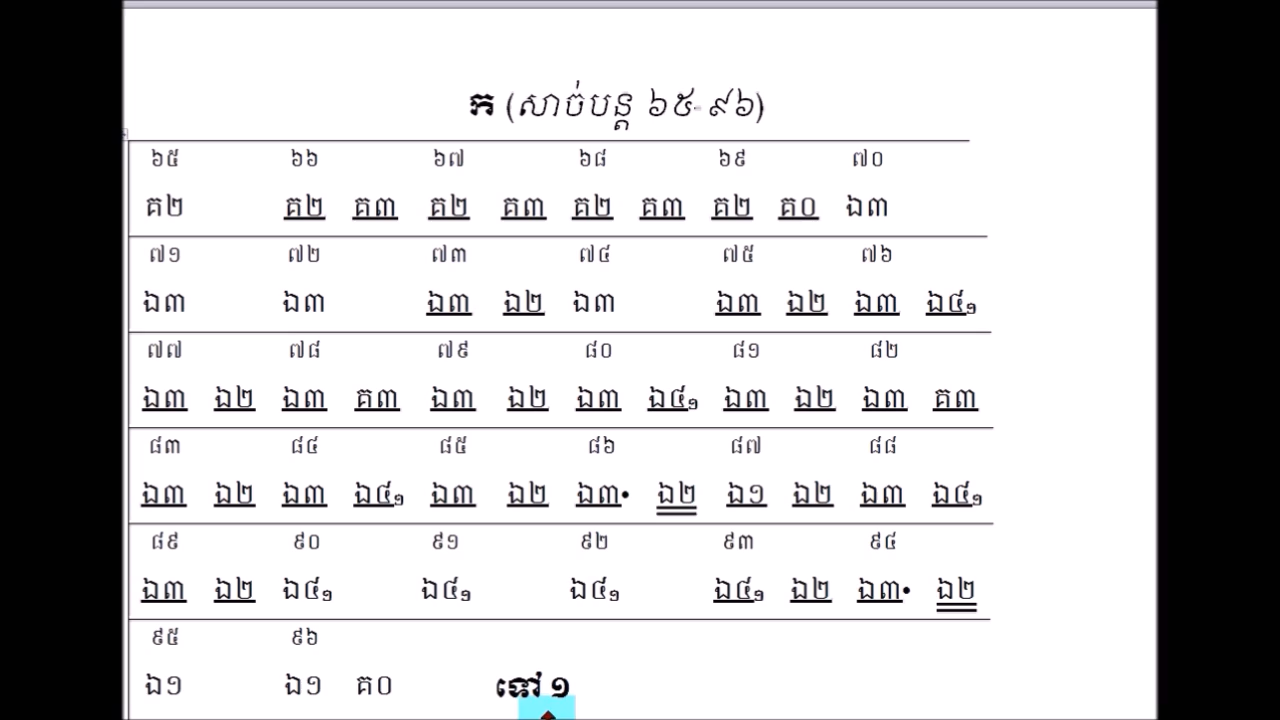 ក (សាច់បន្ត ៦៥- ៩៦)
៦៥ ៦៦ ៦៧ ៦៨ ៦៩ ៧០
គ២ គ២ គ៣ គ២ គ៣ គ២ គ៣ គ២ គ០ ឯ៣
៧១ ៧២ ៧៣ ៧៤ ៧៥ ៧៦
ឯ៣ ឯ៣ ឯ៣ ឯ២ ឯ៣ ឯ៣ ឯ២ ឯ៣ ឯ៤១
៧៧ ៧៨ ៧៩ ៨០ ៨១ ៨២
ឯ៣ ឯ២ ឯ៣ គ៣ ឯ៣ ឯ២ ឯ៣ ឯ៤១ ឯ៣ ឯ២ ឯ៣ គ៣
៨៣ ៨៤ ៨៥ ៨៦ ៨៧ ៨៨
ឯ៣ ឯ២ ឯ៣ ឯ៤១ ឯ៣ ឯ២ ឯ៣• ឯ២ ឯ១ ឯ២ ឯ៣ ឯ៤១
៨៩ ៩០ ៩១ ៩២ ៩៣ ៩៤
ឯ៣ ឯ២ ឯ៤១ ឯ៤១ ឯ៤១ ឯ៤១ ឯ២ ឯ៣• ឯ២
៩៥ ៩៦
ឯ១ ឯ១ គ០ ទៅ ១